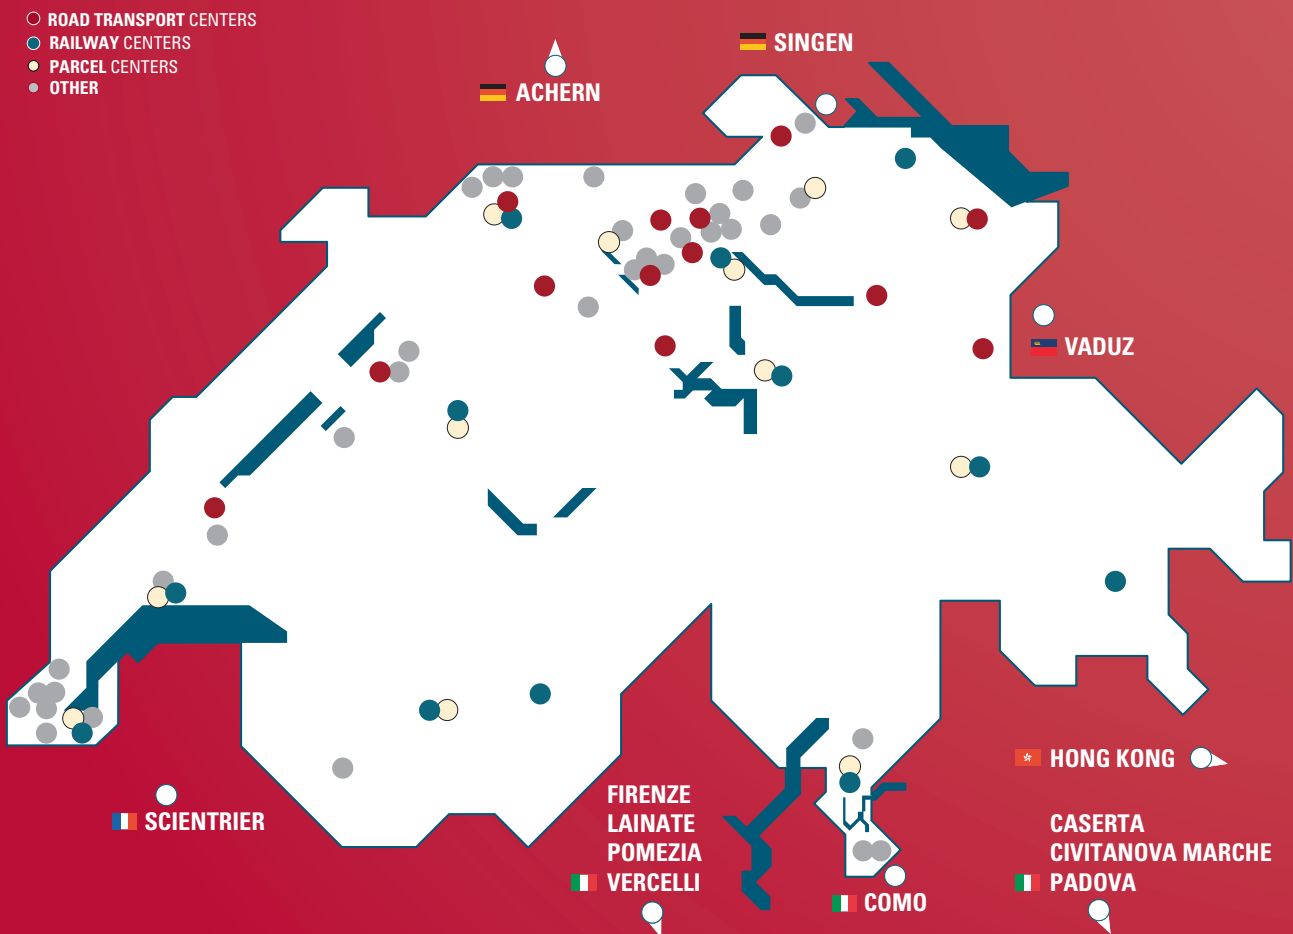 ROAD TRANSPORT CENTERS
RAILWAY CENTERS
PARCEL CENTERS
OTHER
SINGEN
ACHERN
VADUZ
HONG KONG
FIRENZE
LAINATE
POMEZIA
VERCELLI
SCIENTRIER
CASERTA
CIVITANOVA MARCHE
PADOVA
COMO